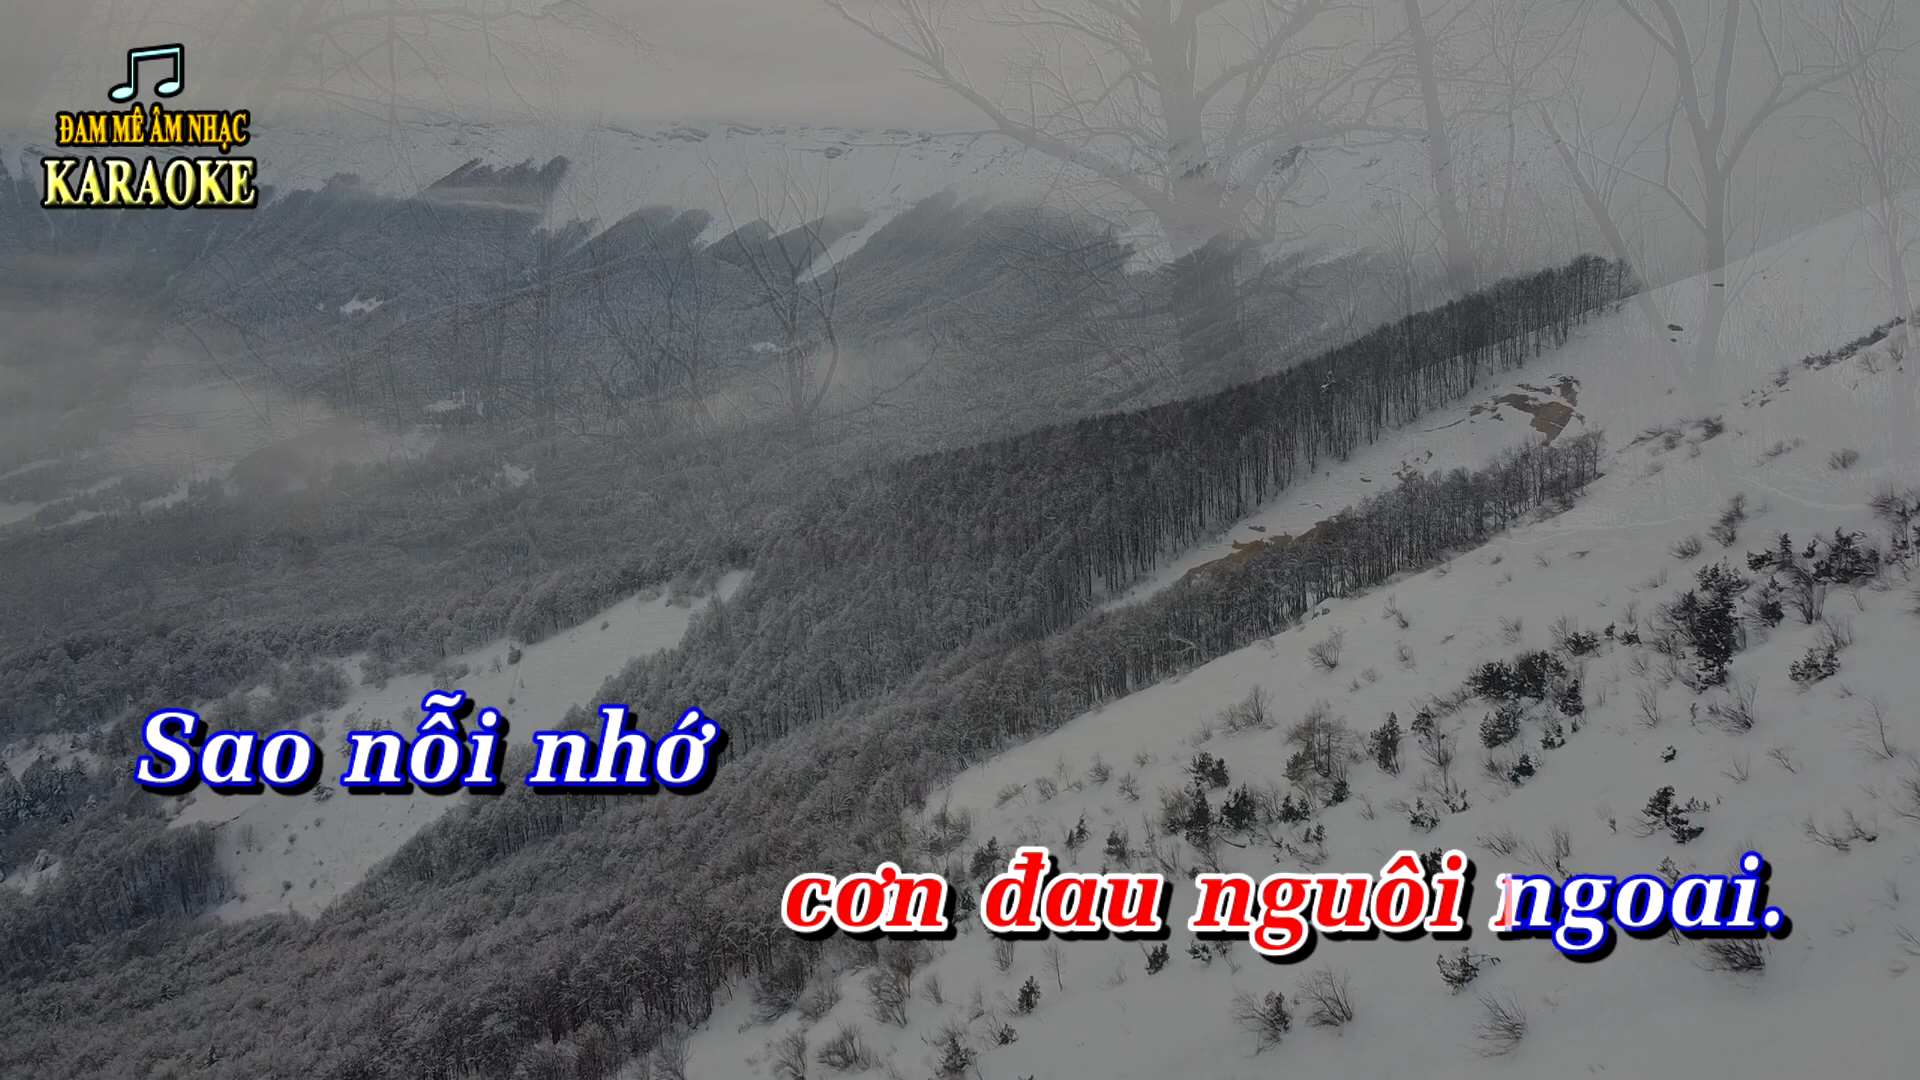 ĐAM MÊ ÂM NHẠC
KARAOKE
Sao nỗi nhớ
cơn đau nguôi ngoai.